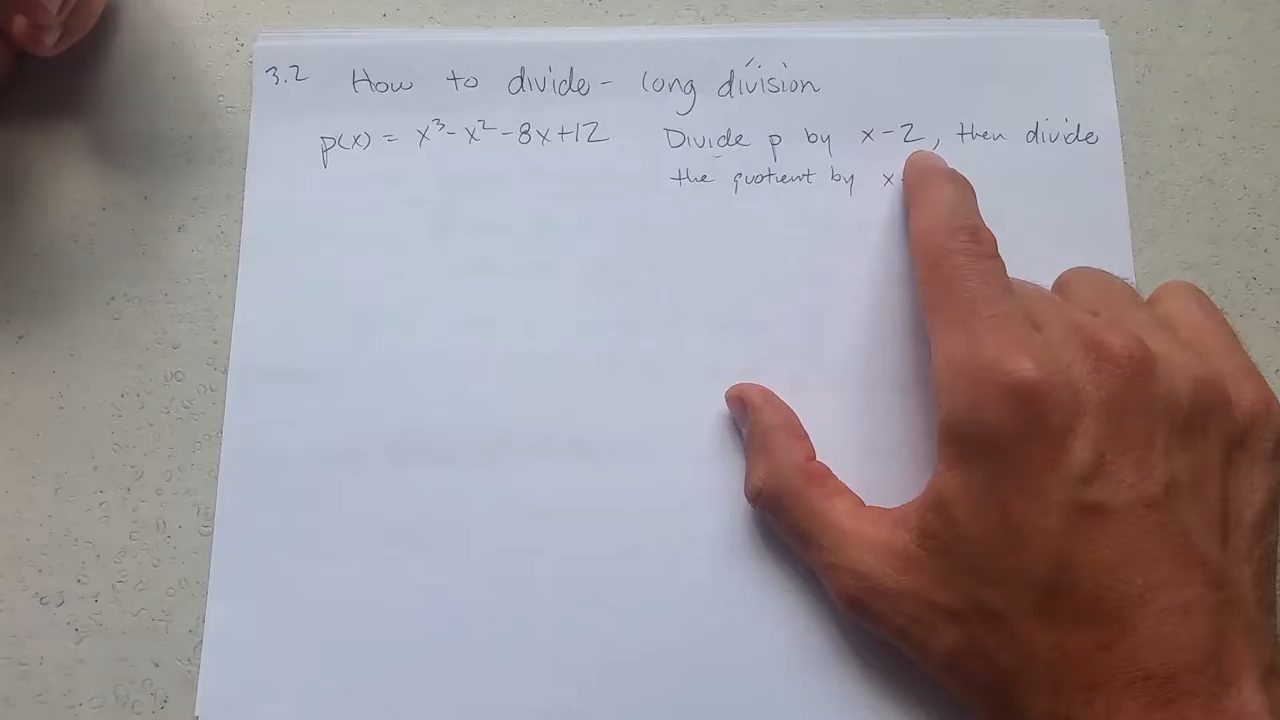 3.2 How to divide - long division
p(x) = x³ - x² - 8x + 12 Divide p by x - 2, then divide
the quotient by x